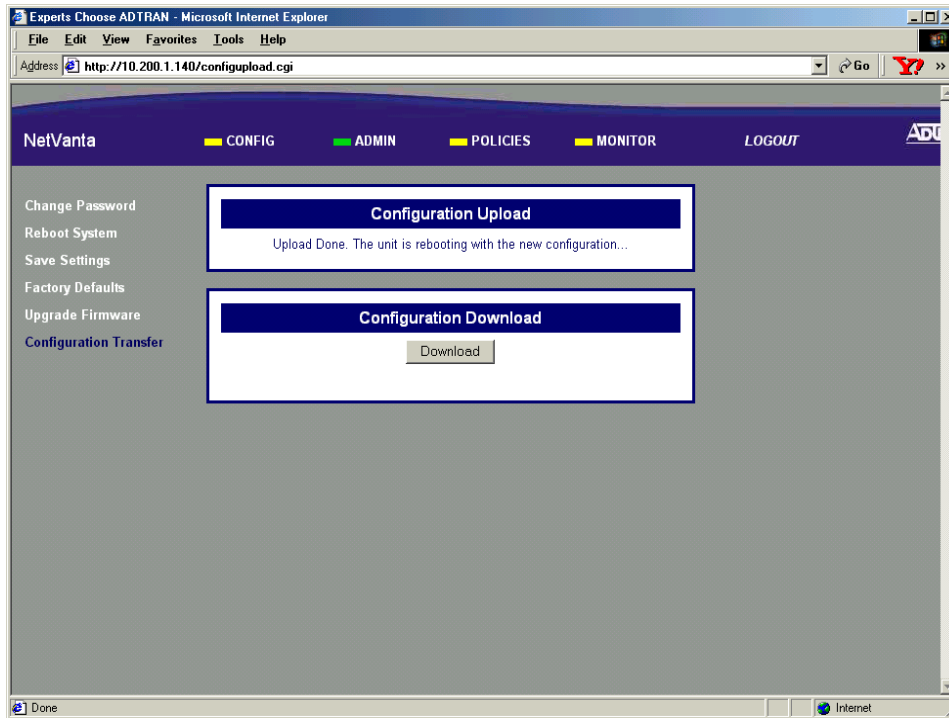 Experts Choose ADTRAN - Microsoft Internet Explorer
File Edit View Favorites Tools Help
Address http://10.200.1.140/configupload.cgi Go Y! »
NetVanta CONFIG ADMIN POLICIES MONITOR LOGOUT
Change Password
Reboot System
Save Settings
Factory Defaults
Upgrade Firmware
Configuration Transfer
Configuration Upload
Upload Done. The unit is rebooting with the new configuration...
Configuration Download
Download
Done Internet